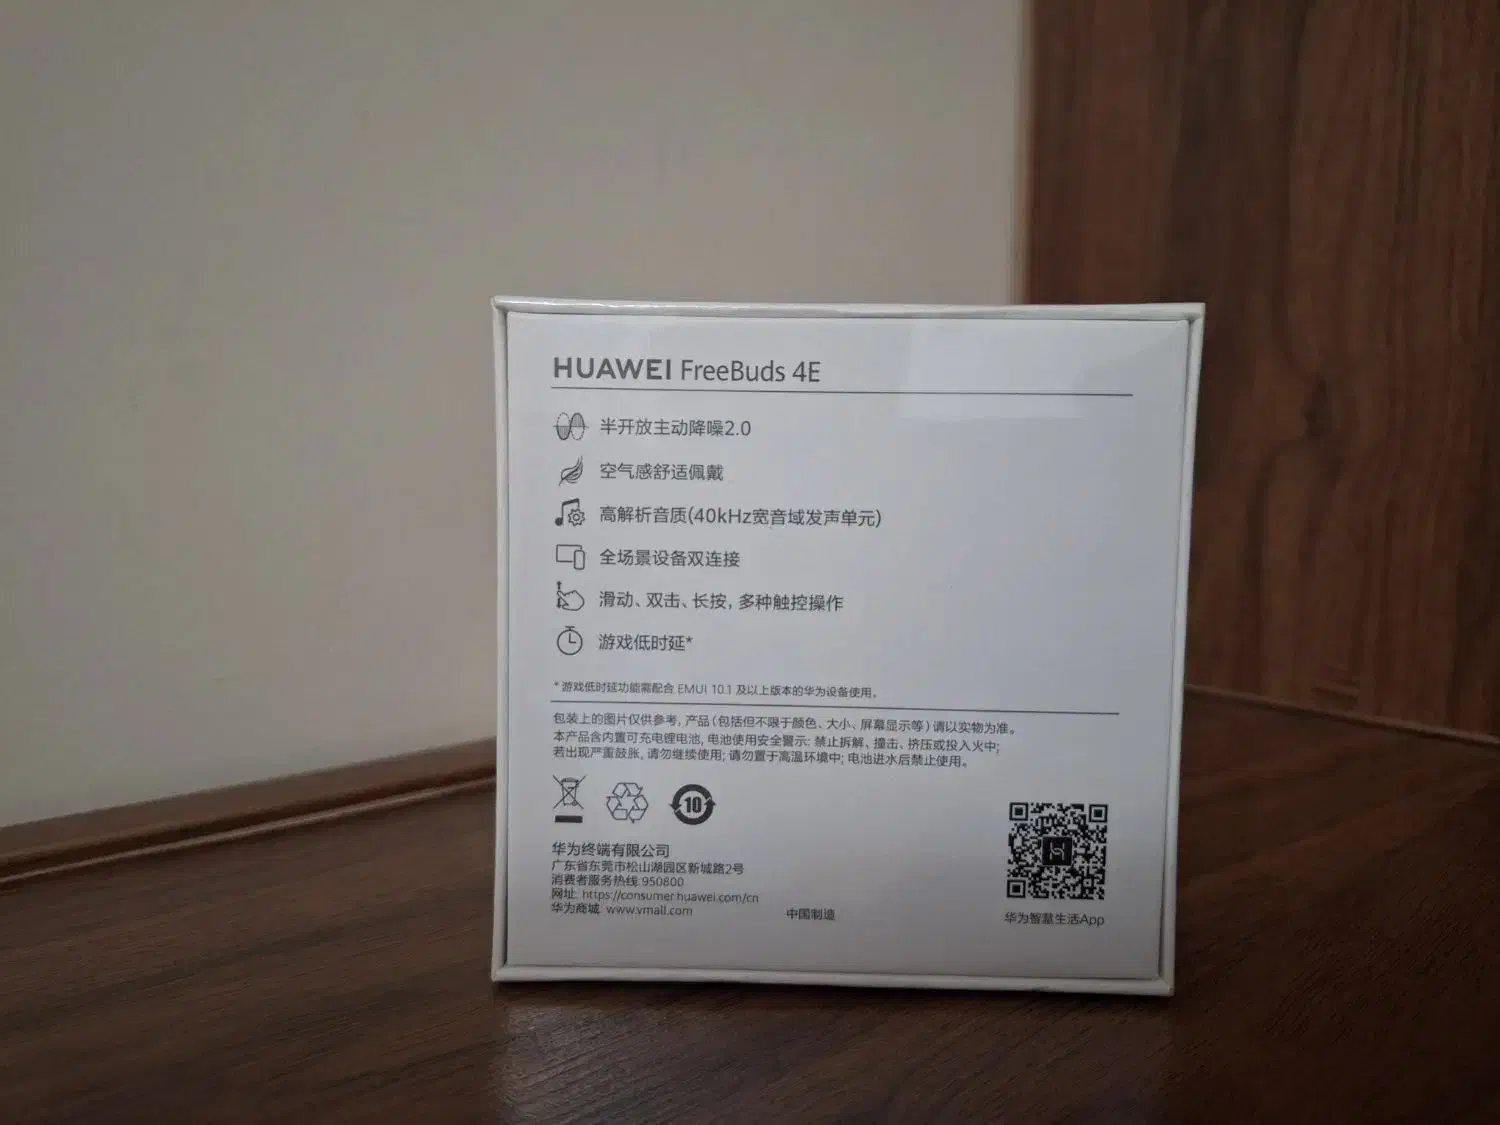 HUAWEI FreeBuds 4E
半开放主动降噪2.0
空气感舒适佩戴
高解析音质(40kHz宽音域发声单元)
全场景设备双连接
滑动、双击、长按, 多种触控操作
游戏低时延*
* 游戏低时延功能需配合 EMUI 10.1 及以上版本的华为设备使用。
包装上的图片仅供参考, 产品 (包括但不限于颜色、大小、屏幕显示等) 请以实物为准。
本产品含内置可充电锂电池, 电池使用安全警示: 禁止拆解、撞击、挤压或投入火中;
若出现严重鼓胀, 请勿继续使用; 请勿置于高温环境中; 电池进水后禁止使用。
10
华为终端有限公司
广东省东莞市松山湖园区新城路2号
消费者服务热线:950800
网址: https://consumer.huawei.com/cn
华为商城: www.vmall.com
中国制造
华为智慧生活App